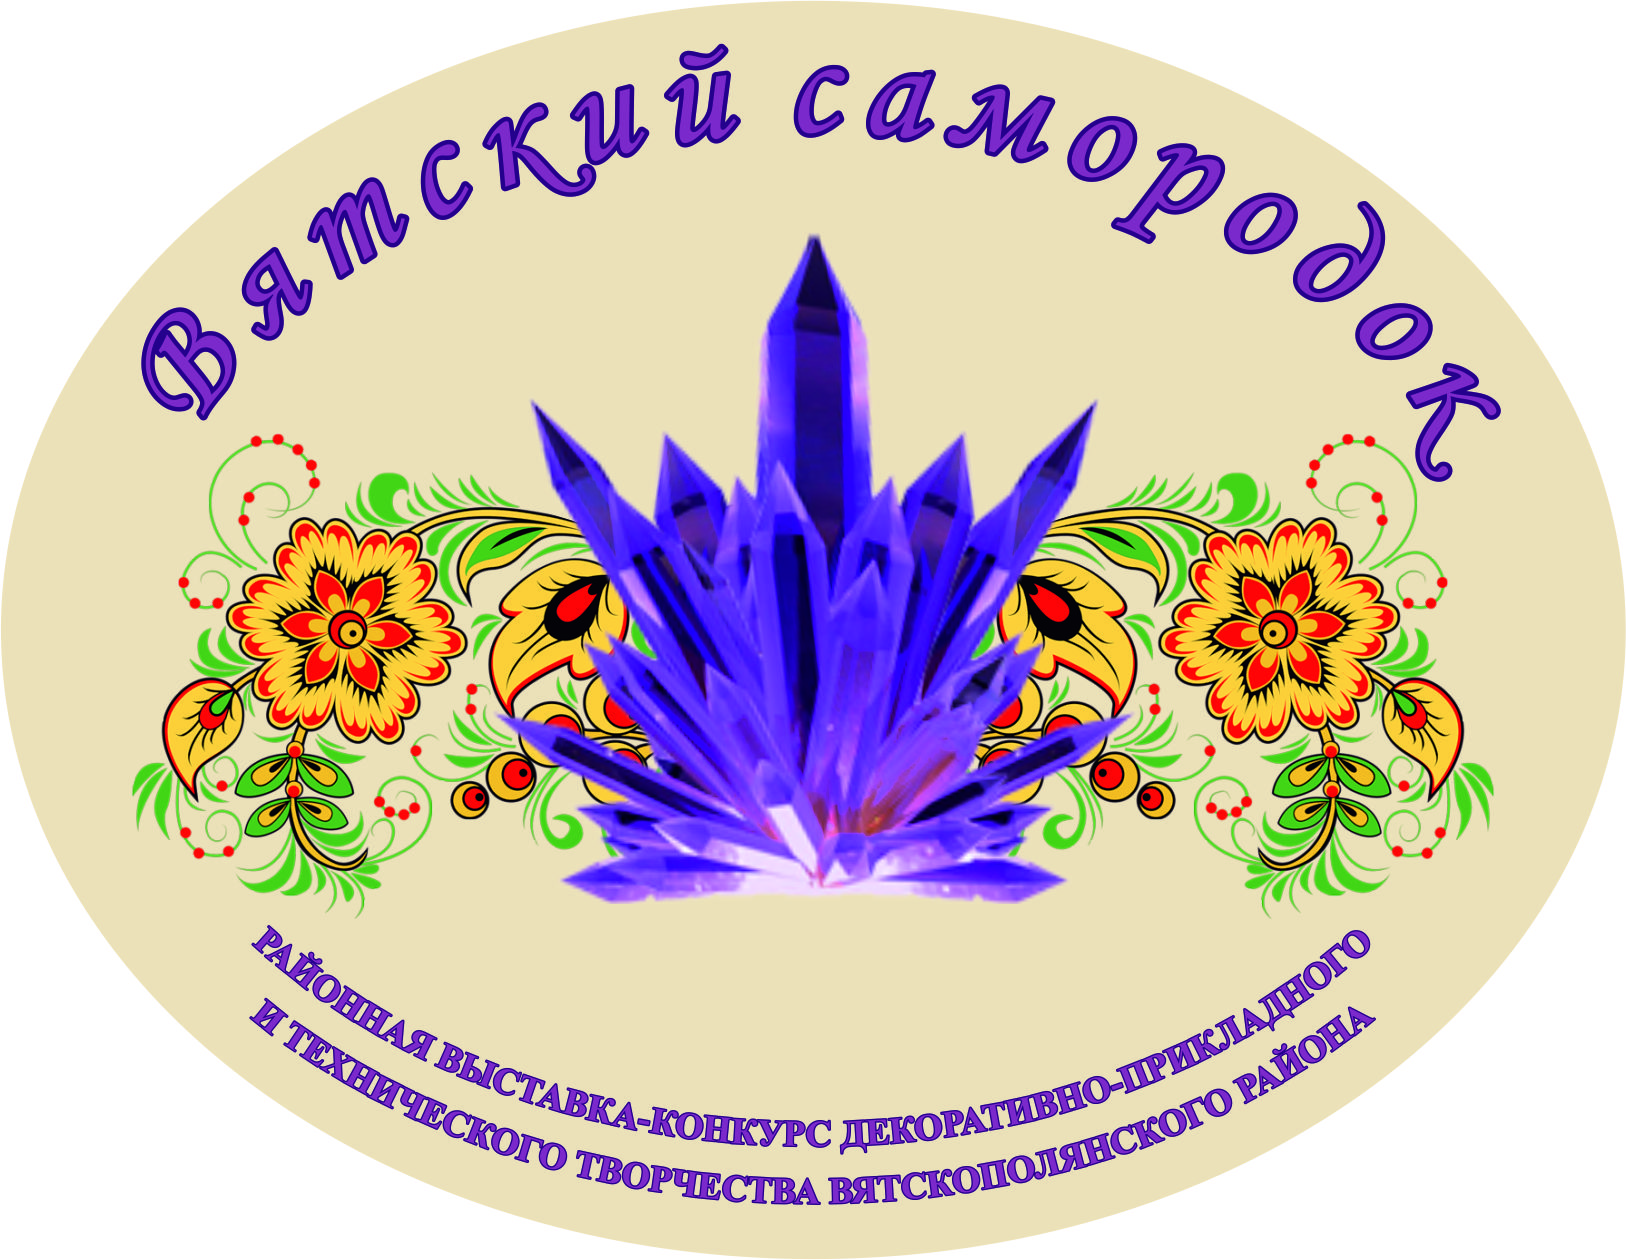 Вятский самородок
РАЙОННАЯ ВЫСТАВКА-КОНКУРС ДЕКОРАТИВНО-ПРИКЛАДНОГО
И ТЕХНИЧЕСКОГО ТВОРЧЕСТВА ВЯТСКОПОЛЯНСКОГО РАЙОНА